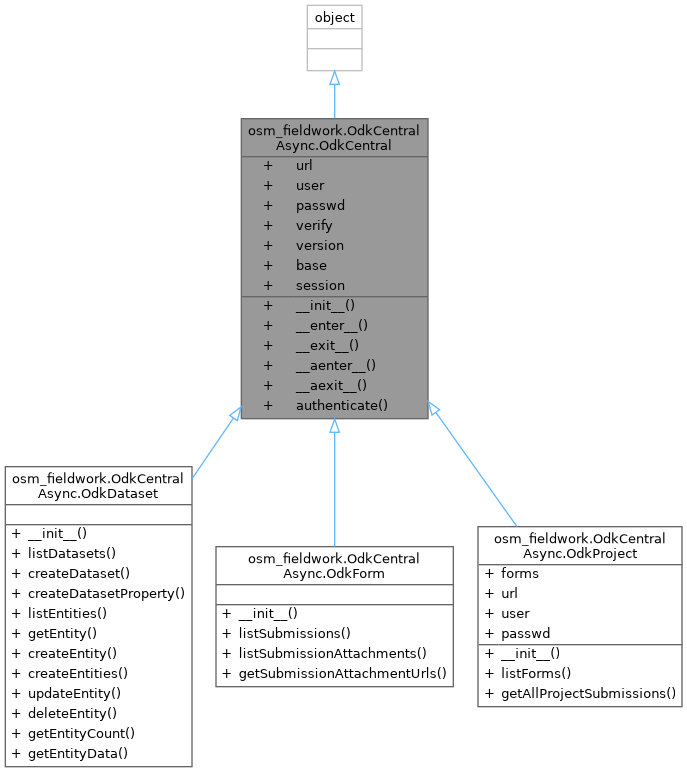 object
osm_fieldwork.OdkCentral
Async.OdkCentral
+ url
+ user
+ passwd
+ verify
+ version
+ base
+ session
+ __init__()
+ __enter__()
+ __exit__()
+ __aenter__()
+ __aexit__()
+ authenticate()
osm_fieldwork.OdkCentral
Async.OdkDataset
+ __init__()
+ listDatasets()
+ createDataset()
+ createDatasetProperty()
+ listEntities()
+ getEntity()
+ createEntity()
+ createEntities()
+ updateEntity()
+ deleteEntity()
+ getEntityCount()
+ getEntityData()
osm_fieldwork.OdkCentral
Async.OdkForm
+ __init__()
+ listSubmissions()
+ listSubmissionAttachments()
+ getSubmissionAttachmentUrls()
osm_fieldwork.OdkCentral
Async.OdkProject
+ forms
+ url
+ user
+ passwd
+ __init__()
+ listForms()
+ getAllProjectSubmissions()